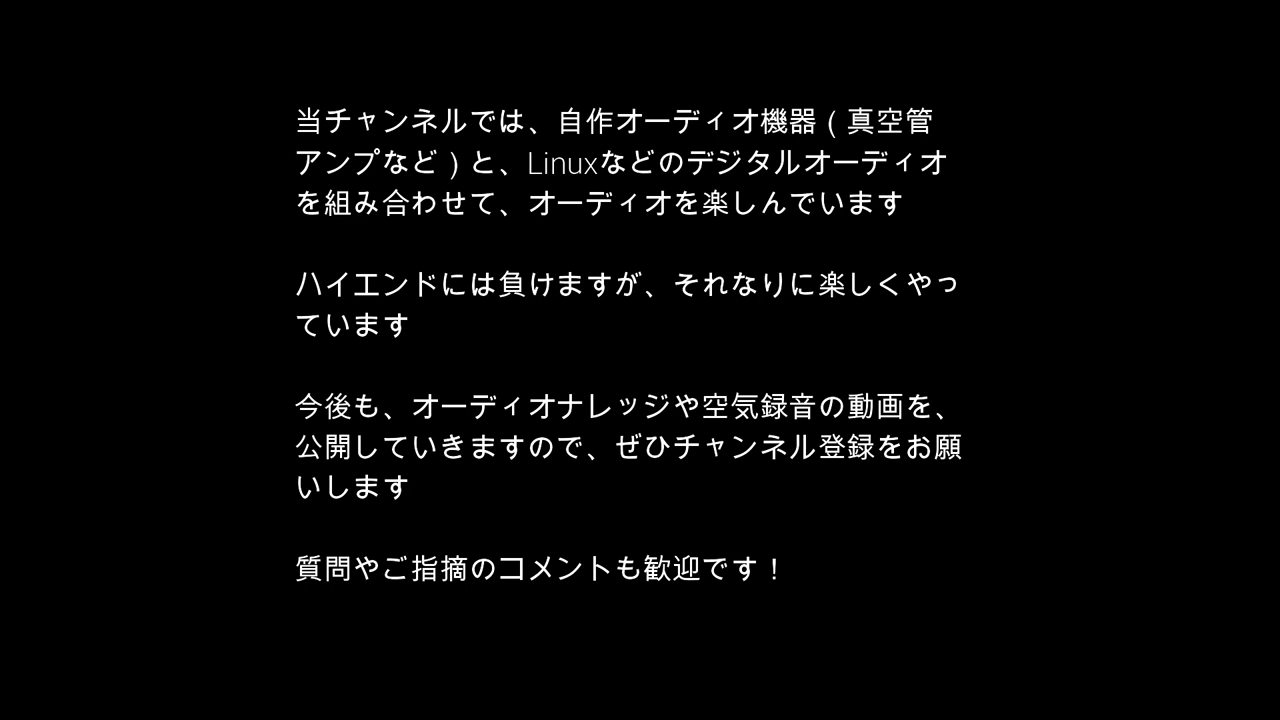 当チャンネルでは、自作オーディオ機器（真空管
アンプなど）と、Linuxなどのデジタルオーディオ
を組み合わせて、オーディオを楽しんでいます
ハイエンドには負けますが、それなりに楽しくやっ
ています
今後も、オーディオナレッジや空気録音の動画を、
公開していきますので、ぜひチャンネル登録をお願
いします
質問やご指摘のコメントも歓迎です！